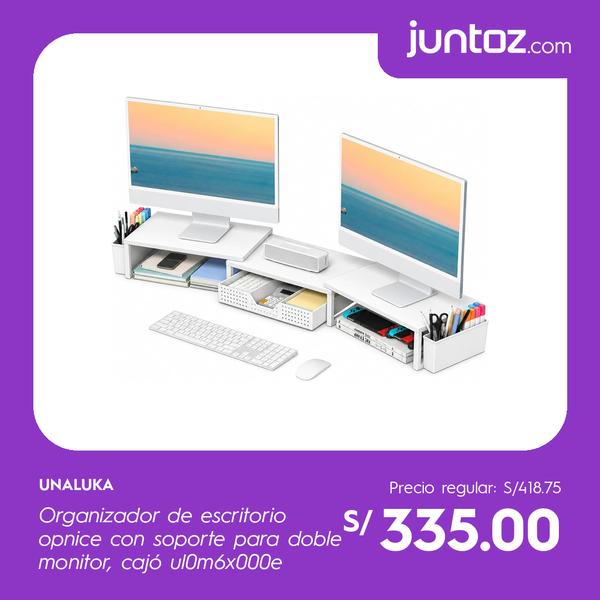 juntoz.com
UNALUKA
Organizador de escritorio
opnice con soporte para doble
monitor, cajó ul0m6x000e
Precio regular: S/418.75
S/ 335.00